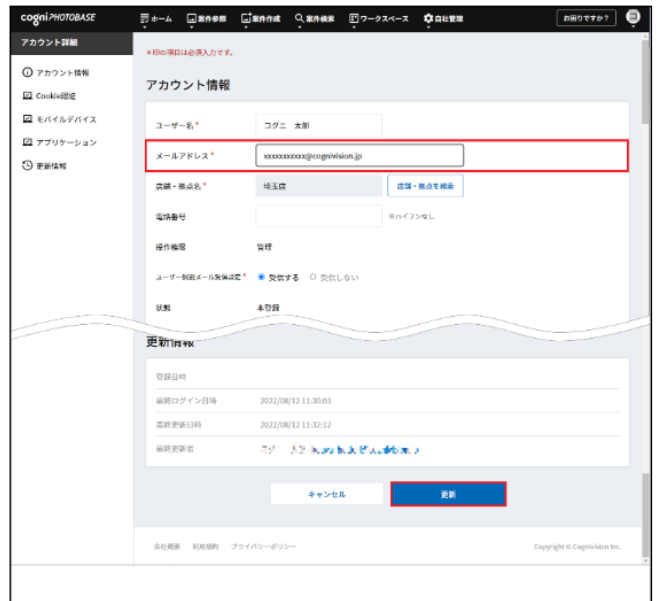 cogni PHOTOBASE
ホーム 案件参照 案件作成 案件検索 ワークスペース 自社管理 お困りですか?
アカウント詳細
アカウント情報
Cookie認証
モバイルデバイス
アプリケーション
更新情報
*印の項目は必須入力です。
アカウント情報
ユーザー名* コグニ 太郎
メールアドレス* xxxxxxxxxx@cognivision.jp
店舗・拠点名* 埼玉店 店舗・拠点を検索
電話番号 ※ハイフンなし
操作権限 管理
ユーザー個別メール受信設定* 受信する 受信しない
状態 本登録
更新情報
登録日時
最終ログイン日時 2022/08/12 11:30:03
最終更新日時 2022/08/12 11:32:12
最終更新者
キャンセル 更新
会社概要 利用規約 プライバシーポリシー Copyright © Cognivision Inc.